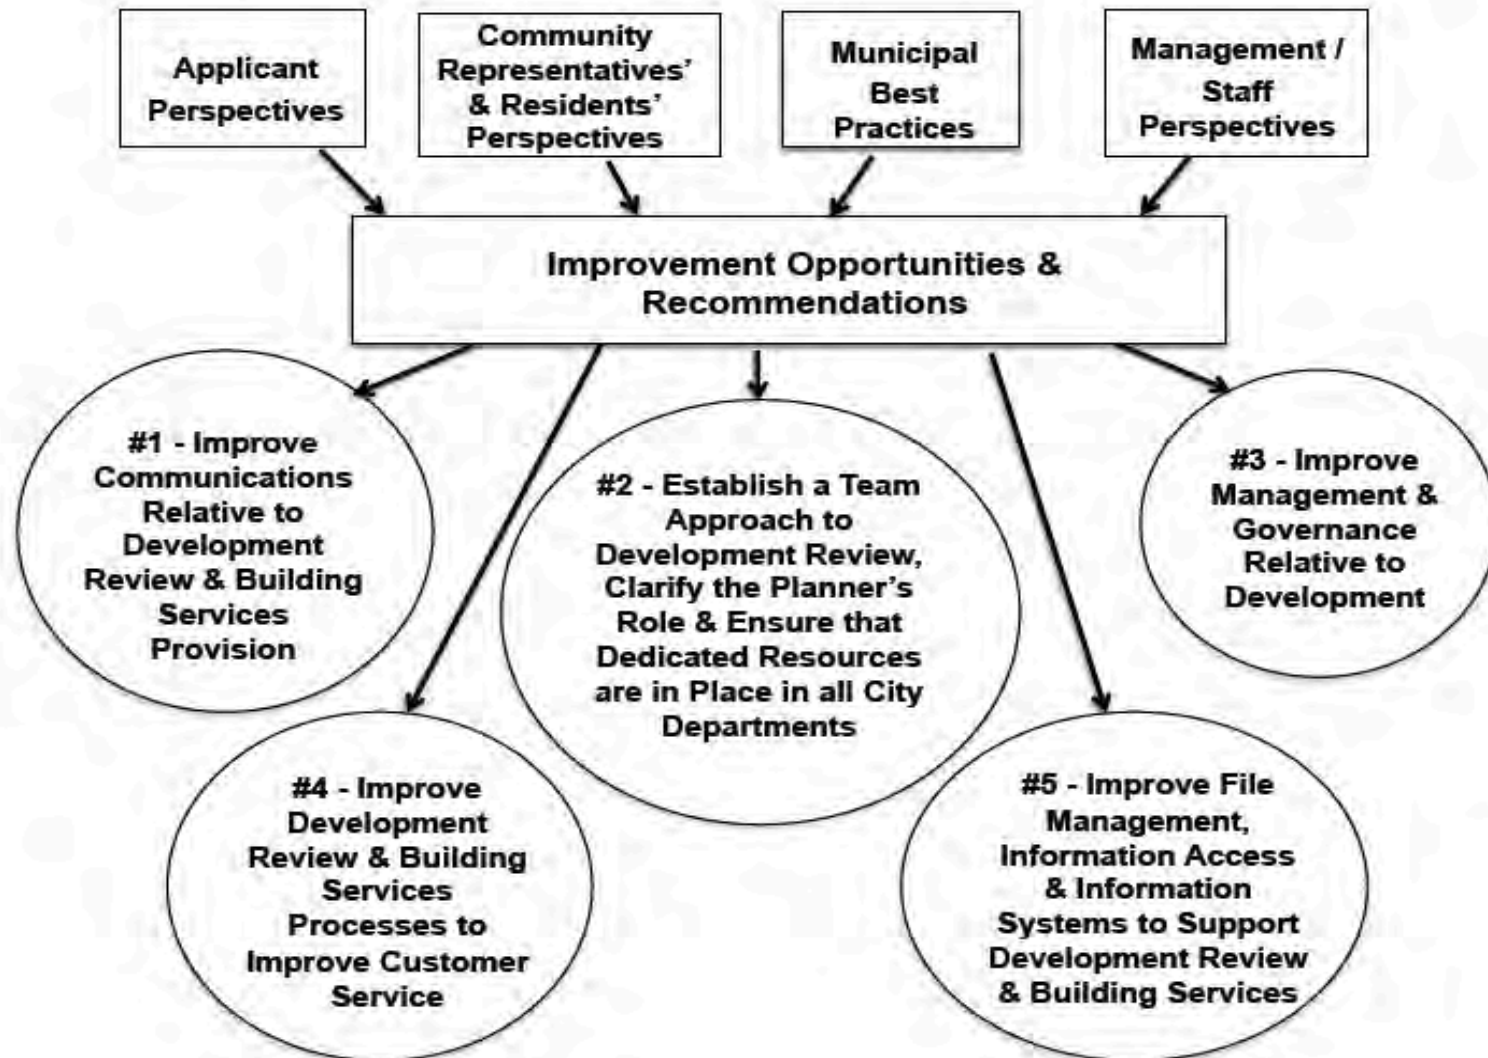 Applicant
Perspectives
Community
Representatives’
& Residents’
Perspectives
Municipal
Best
Practices
Management /
Staff
Perspectives
Improvement Opportunities &
Recommendations
#1 - Improve
Communications
Relative to
Development
Review & Building
Services
Provision
#2 - Establish a Team
Approach to
Development Review,
Clarify the Planner’s
Role & Ensure that
Dedicated Resources
are in Place in all City
Departments
#3 - Improve
Management &
Governance
Relative to
Development
#4 - Improve
Development
Review & Building
Services
Processes to
Improve Customer
Service
#5 - Improve File
Management,
Information Access
& Information
Systems to Support
Development Review
& Building Services